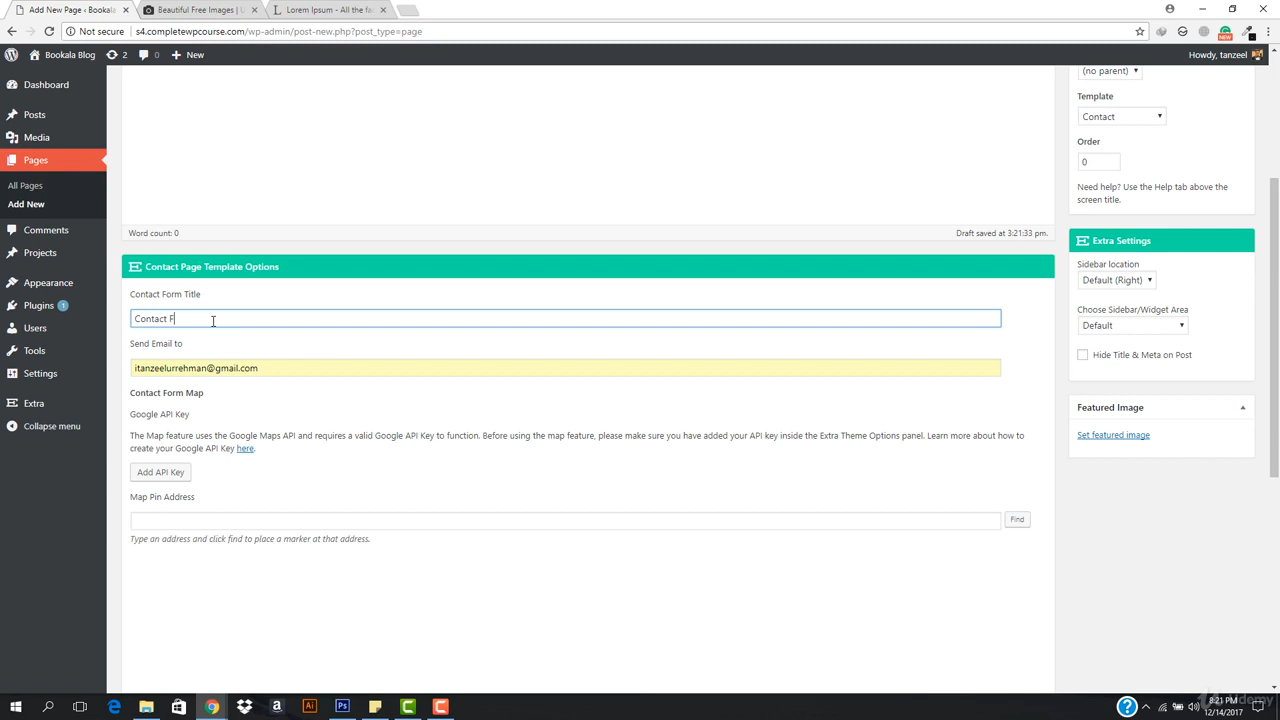 Add New Page ‹ Bookala
Beautiful Free Images | U
Lorem Ipsum - All the fa
Not secure
s4.completewpcourse.com/wp-admin/post-new.php?post_type=page
Bookala Blog
2
0
New
Howdy, tanzeel
Dashboard
Posts
Media
Pages
All Pages
Add New
Comments
Projects
Appearance
Plugins 1
Users
Tools
Settings
Extra
Collapse menu
Word count: 0
Draft saved at 3:21:33 pm.
Contact Page Template Options
Contact Form Title
Contact F
Send Email to
itanzeelurrehman@gmail.com
Contact Form Map
Google API Key
The Map feature uses the Google Maps API and requires a valid Google API Key to function. Before using the map feature, please make sure you have added your API key inside the Extra Theme Options panel. Learn more about how to
create your Google API Key here.
Add API Key
Map Pin Address
Find
Type an address and click find to place a marker at that address.
(no parent)
Template
Contact
Order
0
Need help? Use the Help tab above the
screen title.
Extra Settings
Sidebar location
Default (Right)
Choose Sidebar/Widget Area
Default
Hide Title & Meta on Post
Featured Image
Set featured image
8:21 PM
12/14/2017